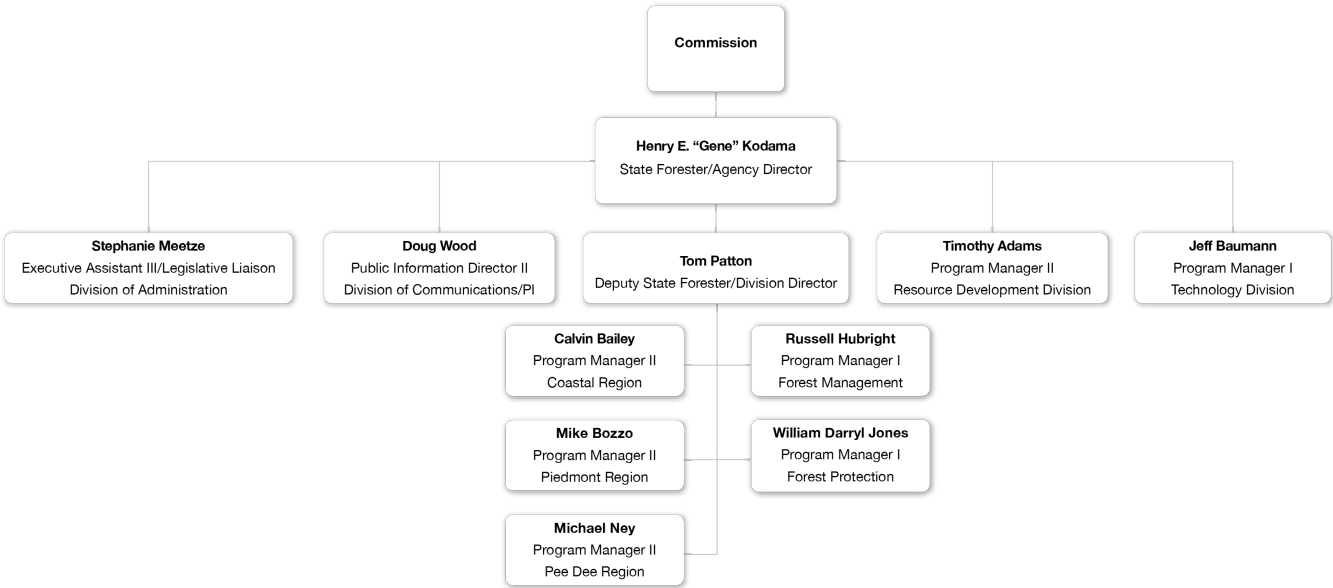 Commission
Henry E. “Gene” Kodama
State Forester/Agency Director
Stephanie Meetze
Executive Assistant III/Legislative Liaison
Division of Administration
Doug Wood
Public Information Director II
Division of Communications/PI
Tom Patton
Deputy State Forester/Division Director
Timothy Adams
Program Manager II
Resource Development Division
Jeff Baumann
Program Manager I
Technology Division
Calvin Bailey
Program Manager II
Coastal Region
Russell Hubright
Program Manager I
Forest Management
Mike Bozzo
Program Manager II
Piedmont Region
William Darryl Jones
Program Manager I
Forest Protection
Michael Ney
Program Manager II
Pee Dee Region